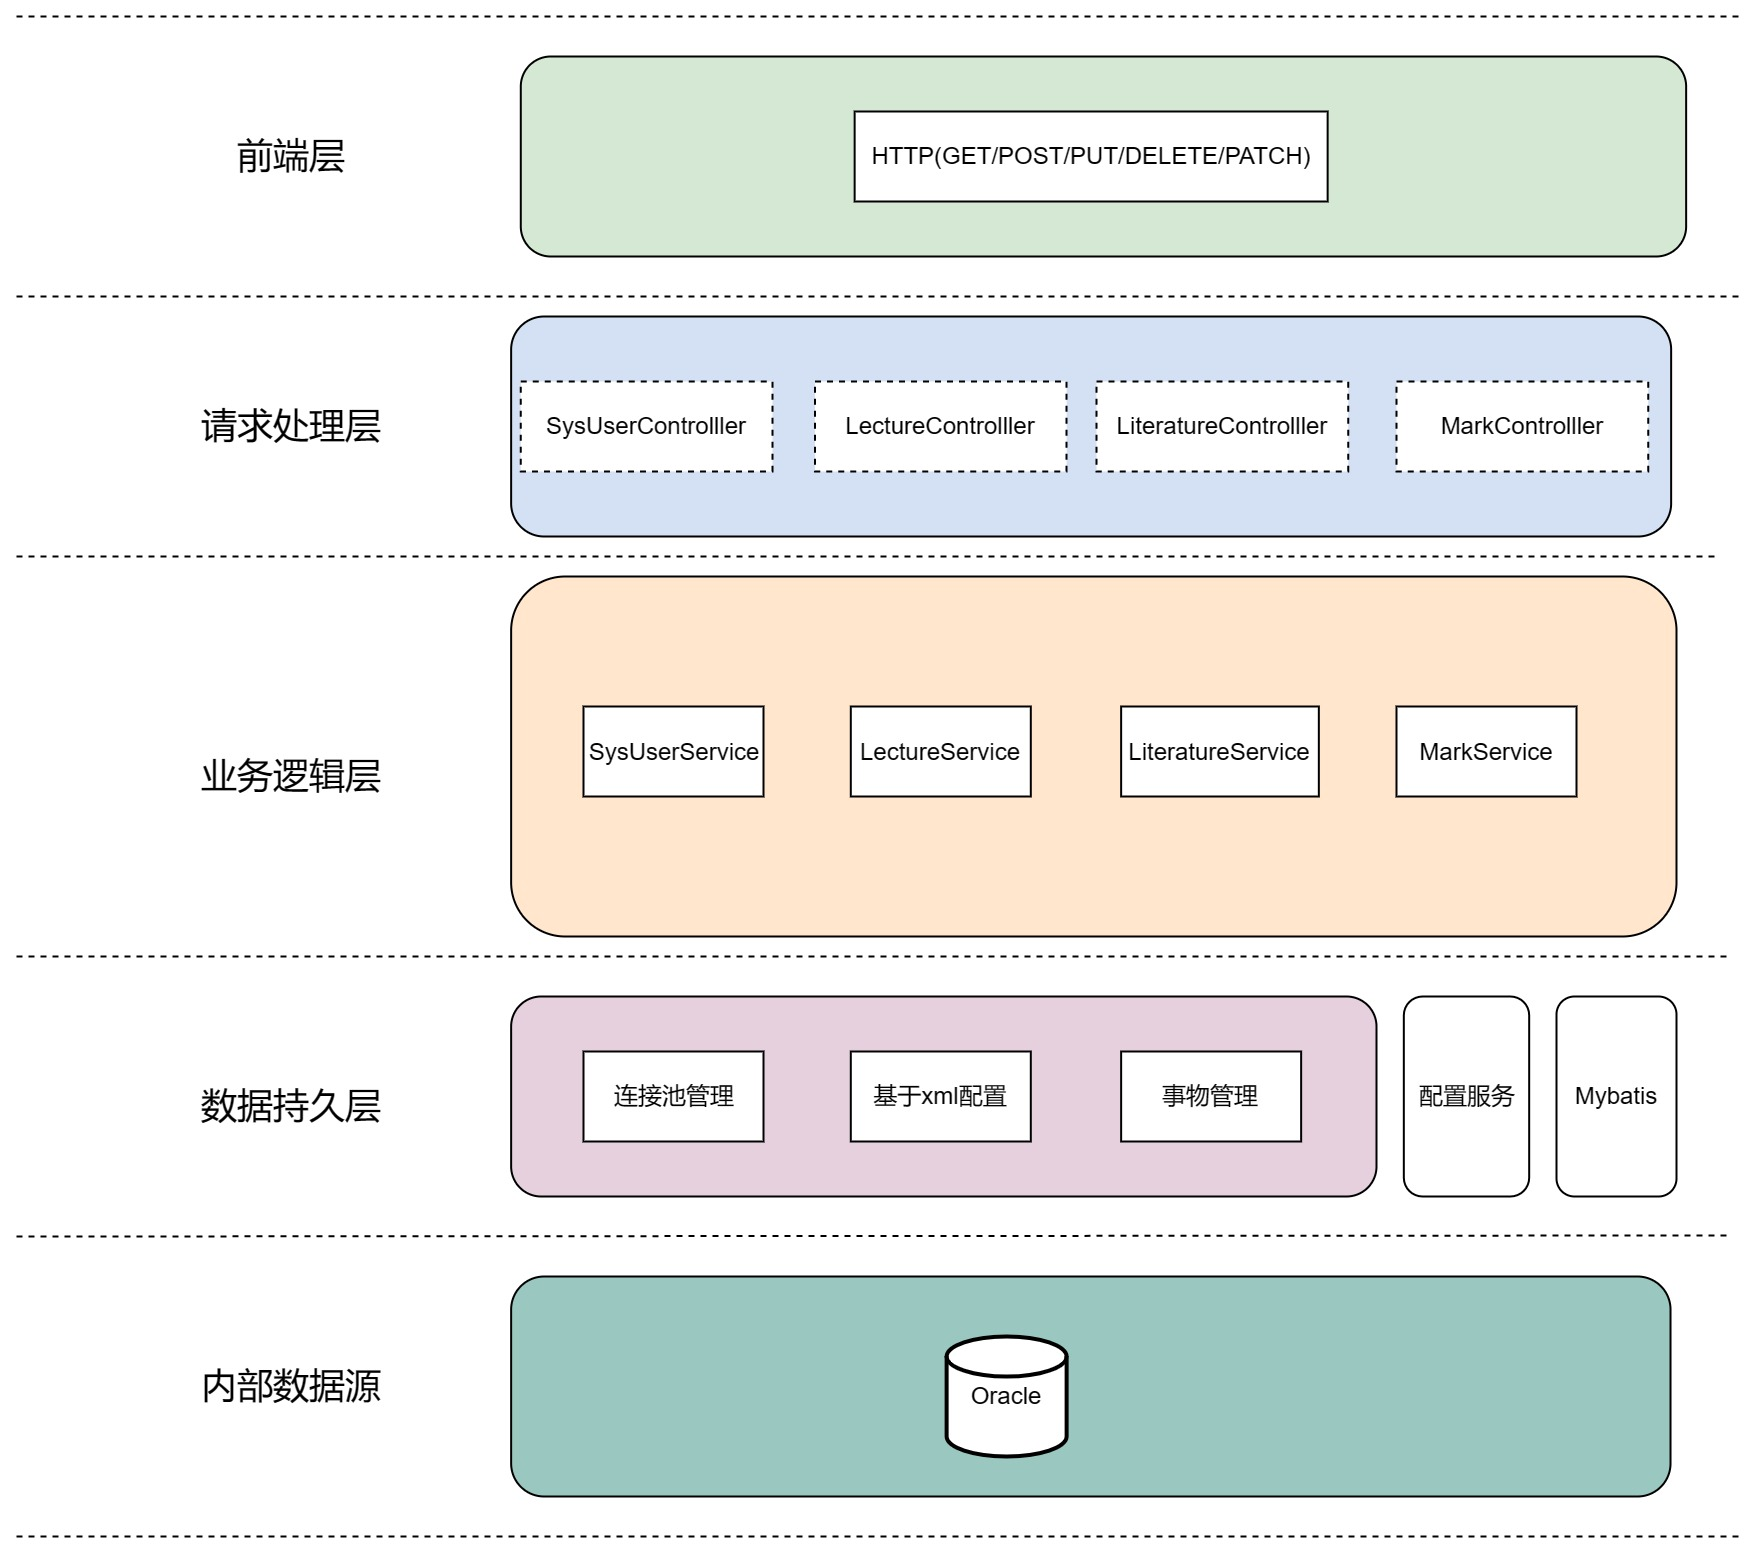 前端层
HTTP(GET/POST/PUT/DELETE/PATCH)
请求处理层
SysUserControlller
LectureControlller
LiteratureControlller
MarkControlller
业务逻辑层
SysUserService
LectureService
LiteratureService
MarkService
数据持久层
连接池管理
基于xml配置
事物管理
配置服务
Mybatis
内部数据源
Oracle